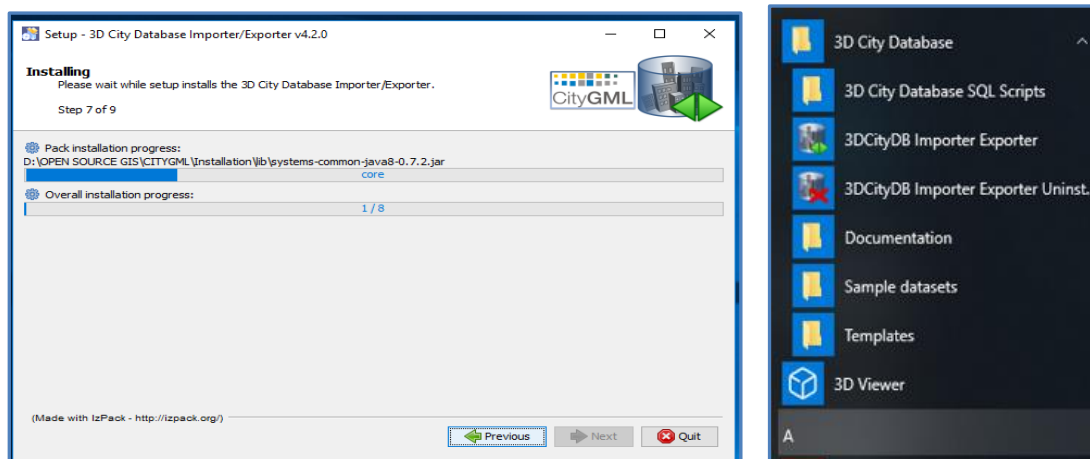 Setup - 3D City Database Importer/Exporter v4.2.0
Installing
Please wait while setup installs the 3D City Database Importer/Exporter.
Step 7 of 9
CityGML
Pack installation progress:
D:\OPEN SOURCE GIS\CITYGML\Installation\lib\systems-common-java8-0.7.2.jar
core
Overall installation progress:
1 / 8
(Made with IzPack - http://izpack.org/)
Previous
Next
Quit
3D City Database
3D City Database SQL Scripts
3DCityDB Importer Exporter
3DCityDB Importer Exporter Uninst...
Documentation
Sample datasets
Templates
3D Viewer
A